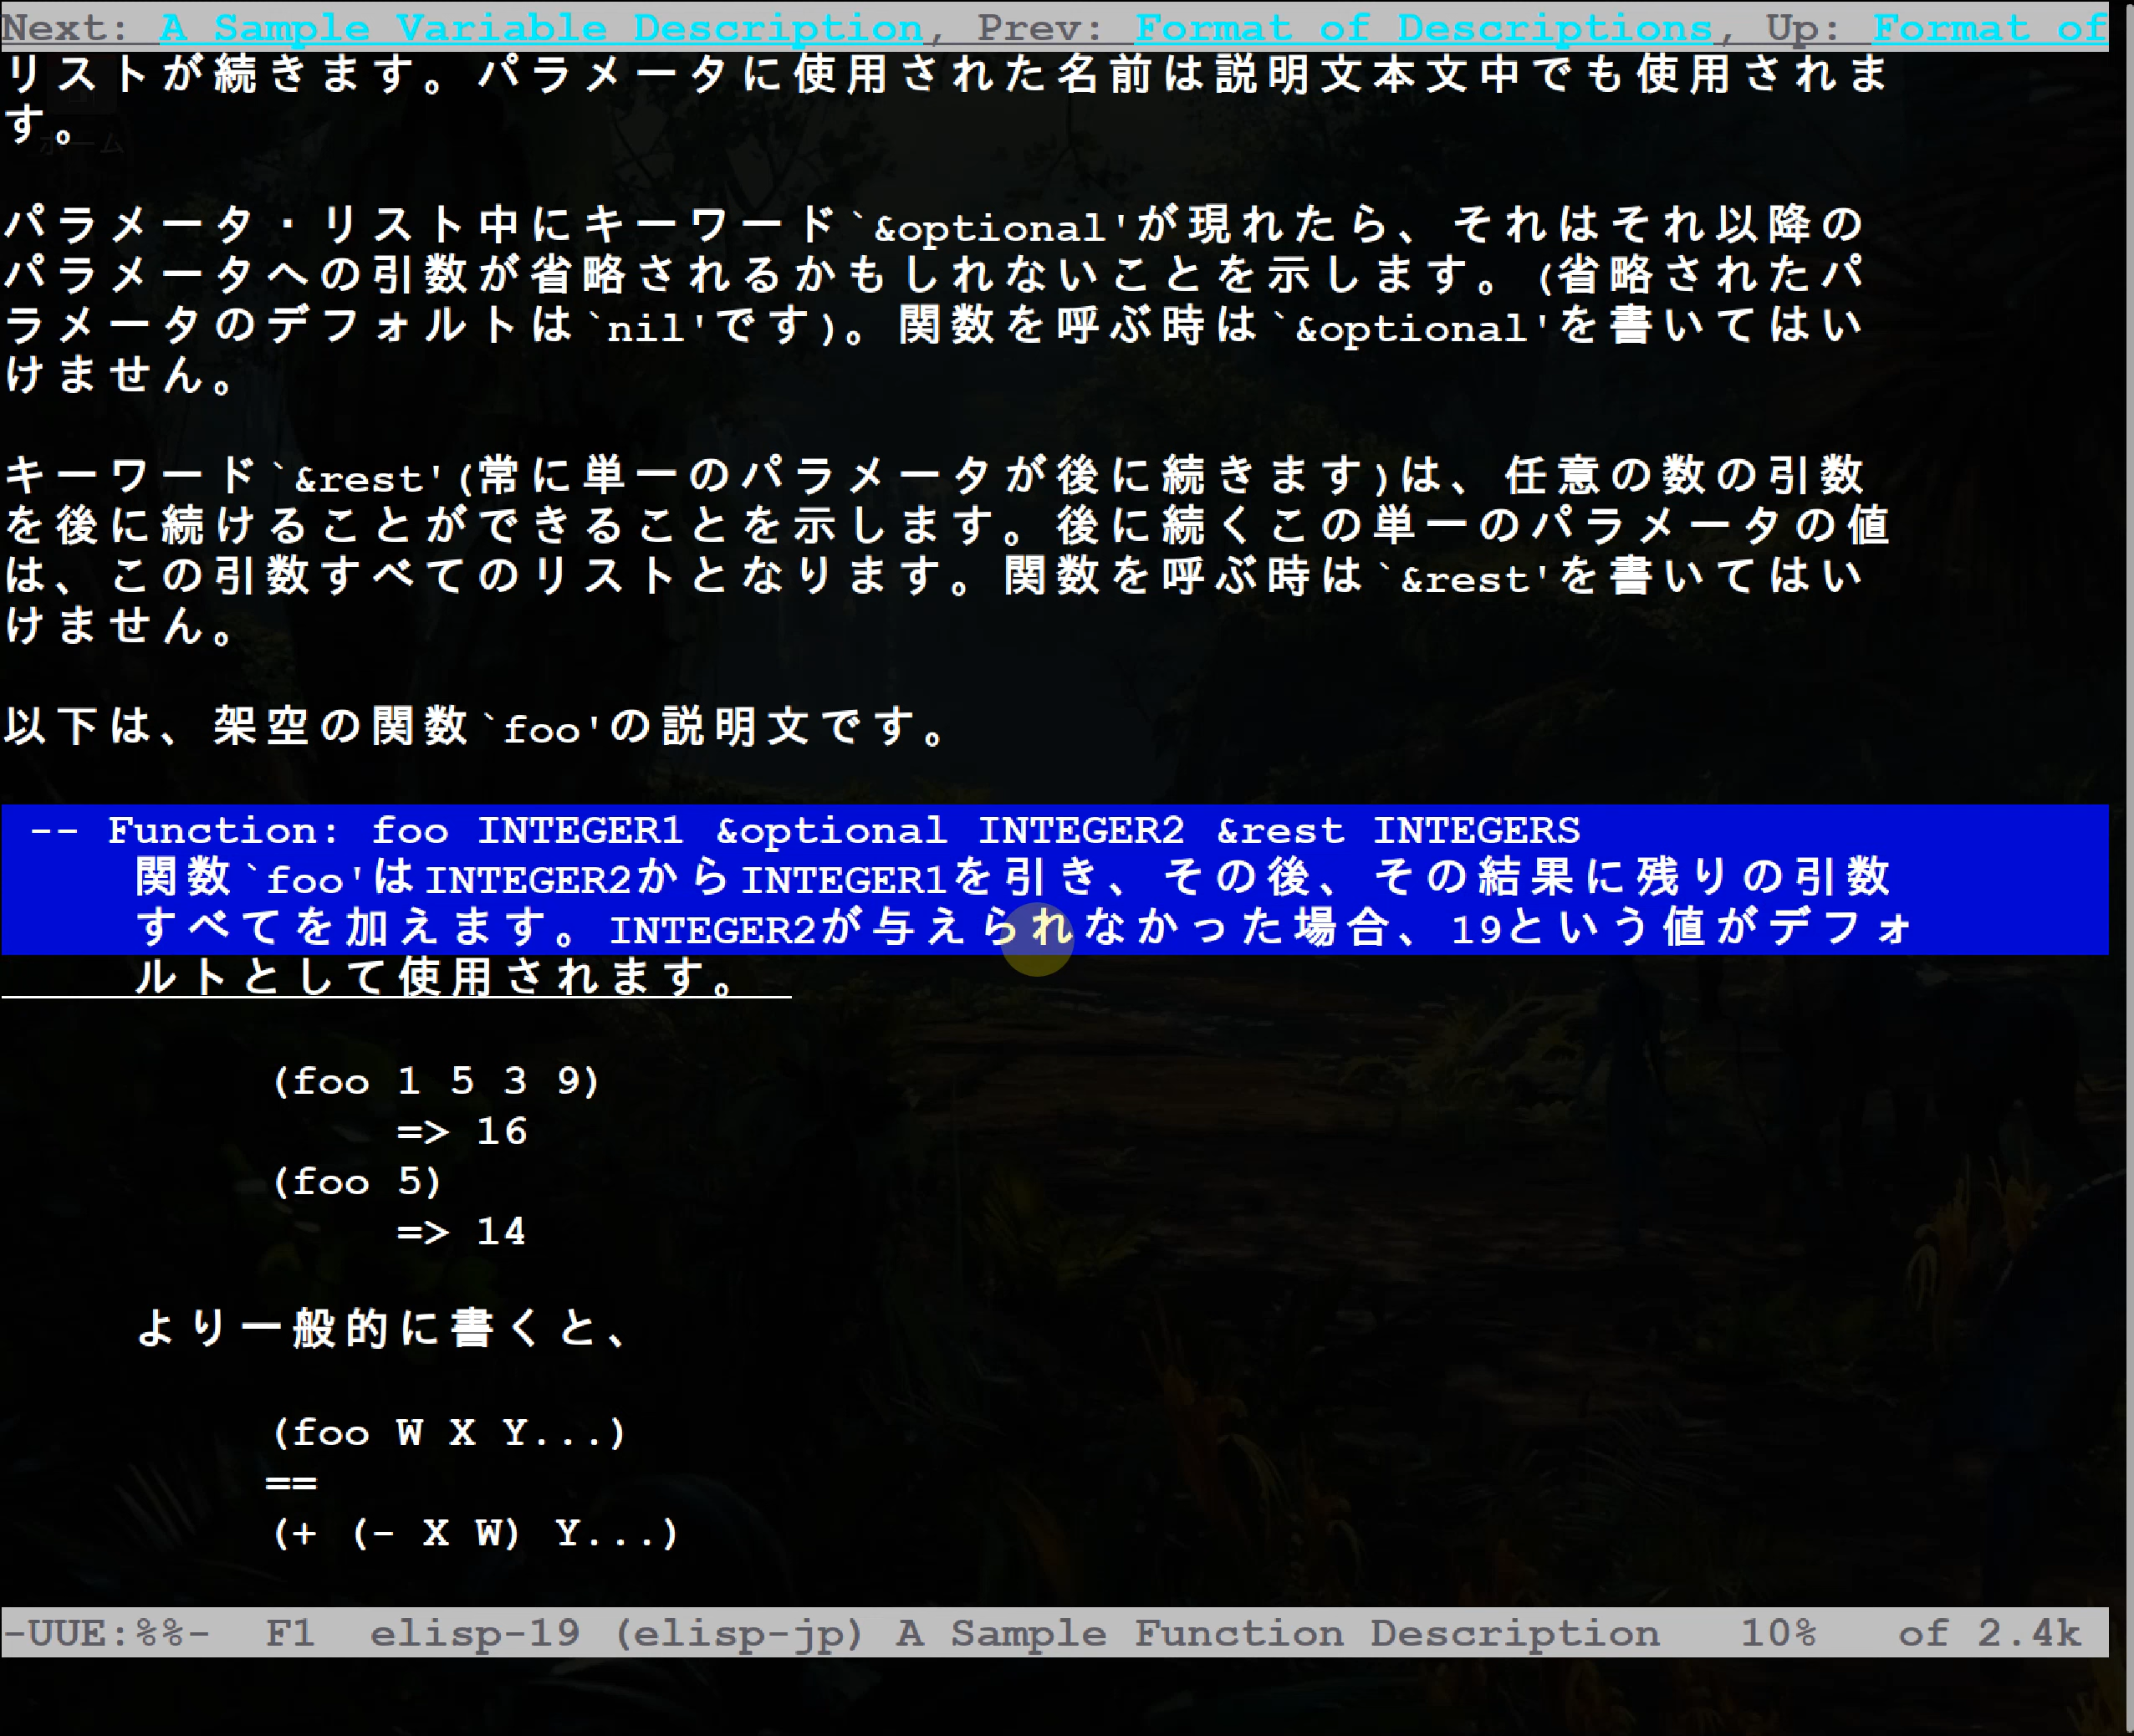 Next: A Sample Variable Description, Prev: Format of Descriptions, Up: Format of
リストが続きます。パラメータに使用された名前は説明文本文中でも使用されま
す。
ホーム
パラメータ・リスト中にキーワード`&optional'が現れたら、それはそれ以降の
パラメータへの引数が省略されるかもしれないことを示します。(省略されたパ
ラメータのデフォルトは`nil'です)。関数を呼ぶ時は`&optional'を書いてはい
けません。
キーワード`&rest'(常に単一のパラメータが後に続きます)は、任意の数の引数
を後に続けることができることを示します。後に続くこの単一のパラメータの値
は、この引数すべてのリストとなります。関数を呼ぶ時は`&rest'を書いてはい
けません。
以下は、架空の関数`foo'の説明文です。
-- Function: foo INTEGER1 &optional INTEGER2 &rest INTEGERS
関数`foo'はINTEGER2からINTEGER1を引き、その後、その結果に残りの引数
すべてを加えます。INTEGER2が与えられなかった場合、19という値がデフォ
ルトとして使用されます。
(foo 1 5 3 9)
=> 16
(foo 5)
=> 14
より一般的に書くと、
(foo W X Y...)
==
(+ (- X W) Y...)
-UUE:%%-  F1  elisp-19 (elisp-jp) A Sample Function Description   10%   of 2.4k